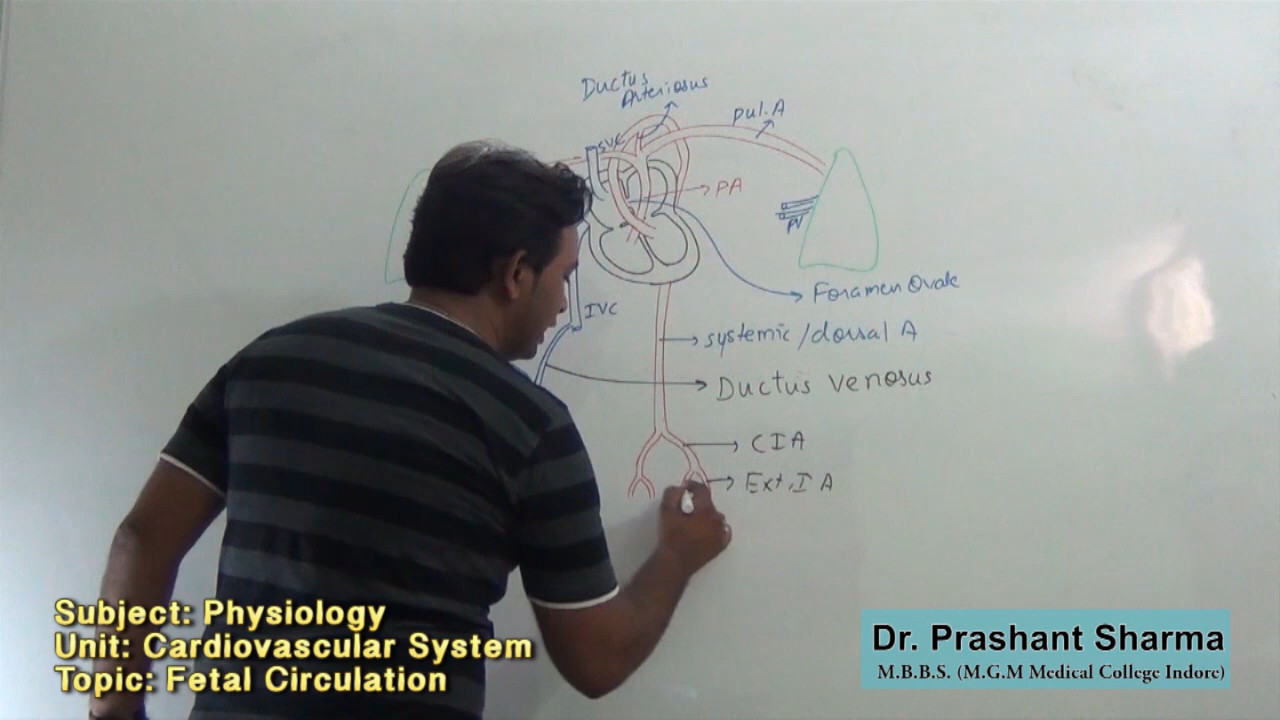 Ductus
Arteriosus
pul. A
SVC
PA
PV
Foramen Ovale
IVC
systemic / dorsal A
Ductus venosus
CIA
Ext. I A
Subject: Physiology
Unit: Cardiovascular System
Topic: Fetal Circulation
Dr. Prashant Sharma
M.B.B.S. (M.G.M Medical College Indore)